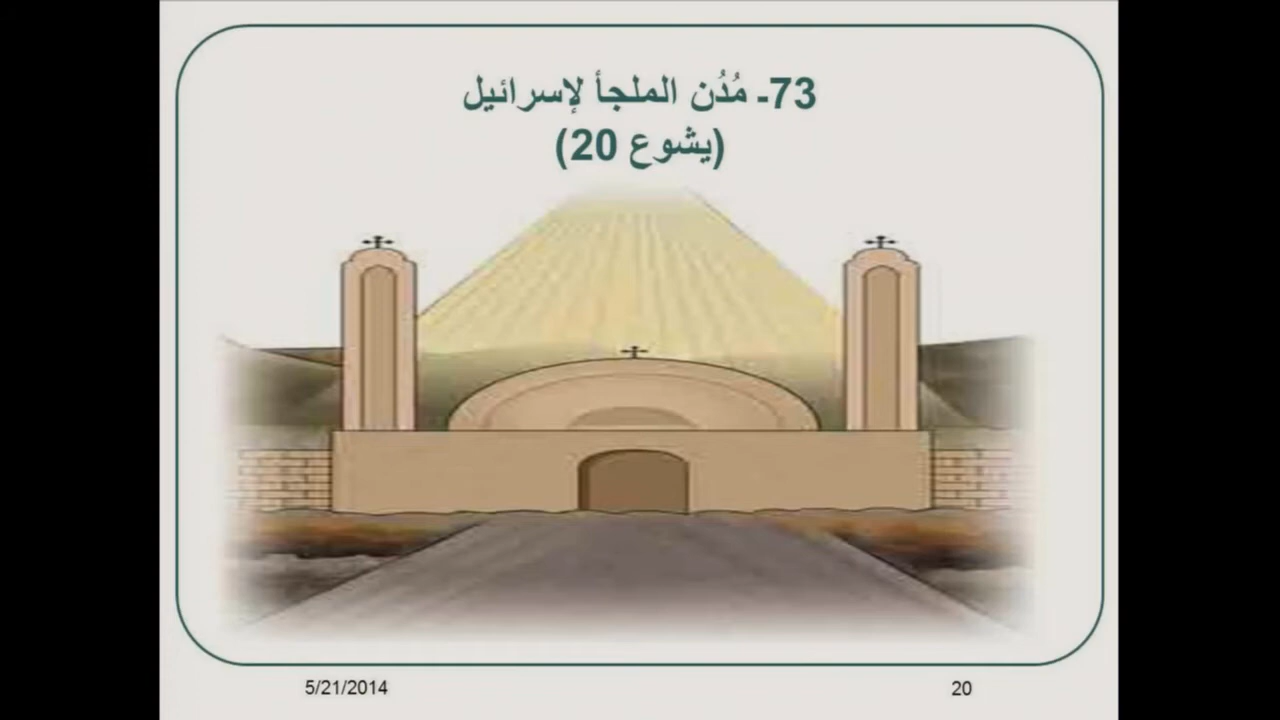 73- مُدُن الملجأ لإسرائيل
(يشوع 20)
5/21/2014
20